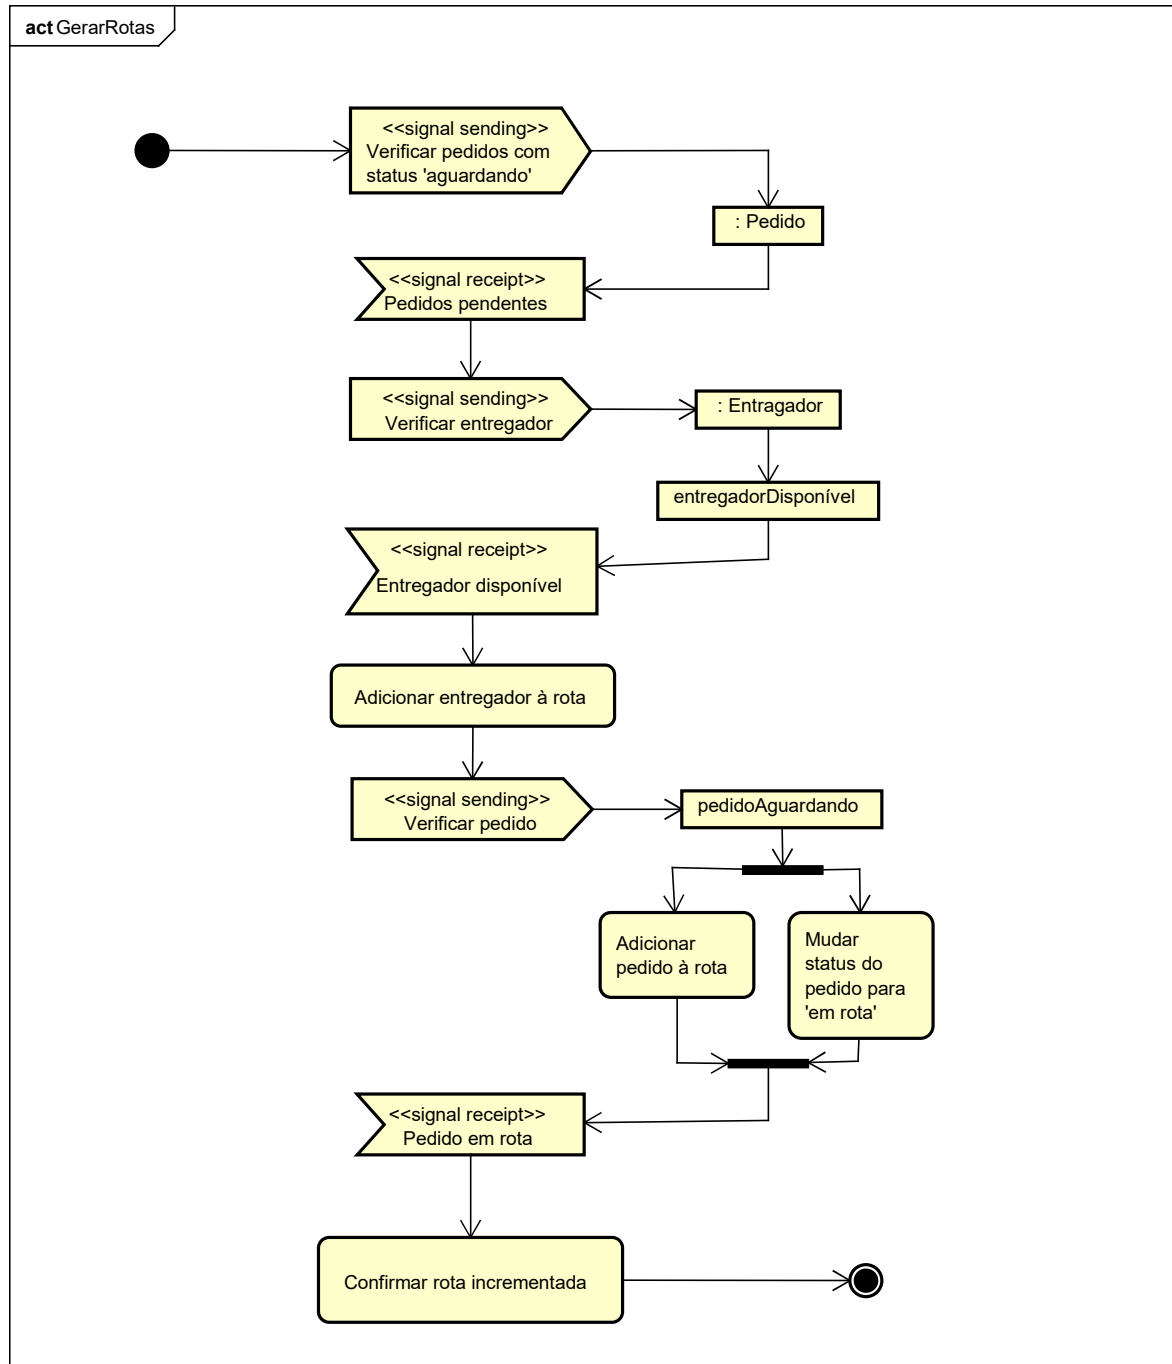 act GerarRotas
<<signal sending>>
Verificar pedidos com
status 'aguardando'
: Pedido
<<signal receipt>>
Pedidos pendentes
<<signal sending>>
Verificar entregador
: Entragador
entregadorDisponível
<<signal receipt>>
Entregador disponível
Adicionar entregador à rota
<<signal sending>>
Verificar pedido
pedidoAguardando
Adicionar
pedido à rota
Mudar
status do
pedido para
'em rota'
<<signal receipt>>
Pedido em rota
Confirmar rota incrementada